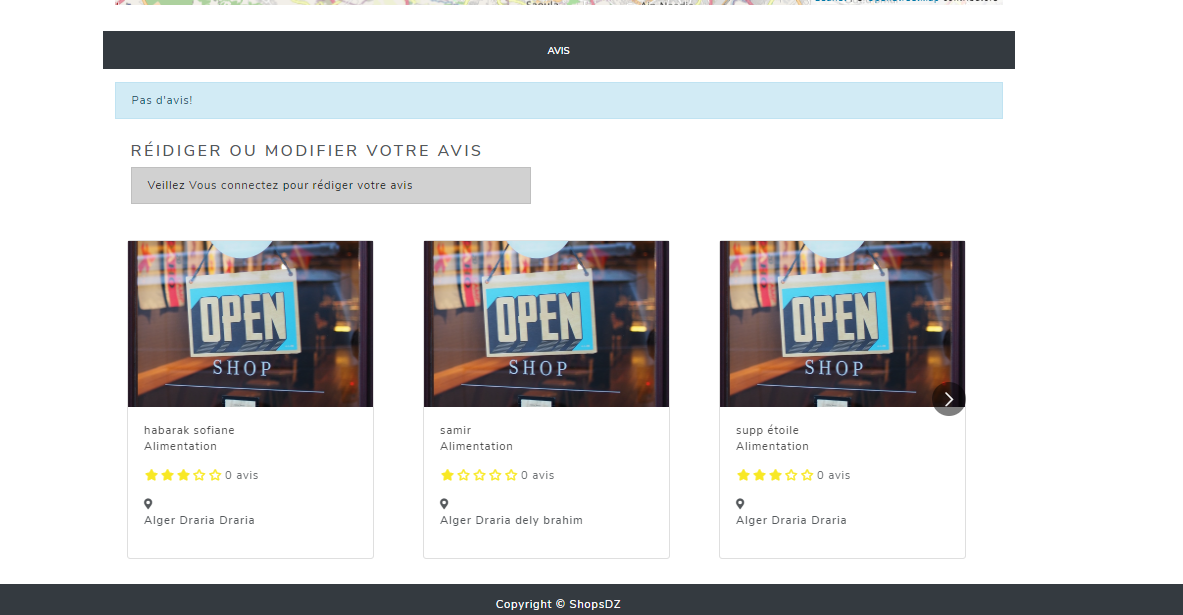 AVIS
Pas d'avis!
RÉIDIGER OU MODIFIER VOTRE AVIS
Veillez Vous connectez pour rédiger votre avis
OPEN
SHOP
OPEN
SHOP
OPEN
SHOP
habarak sofiane
Alimentation
0 avis
Alger Draria Draria
samir
Alimentation
0 avis
Alger Draria dely brahim
supp étoile
Alimentation
0 avis
Alger Draria Draria
Copyright © ShopsDZ